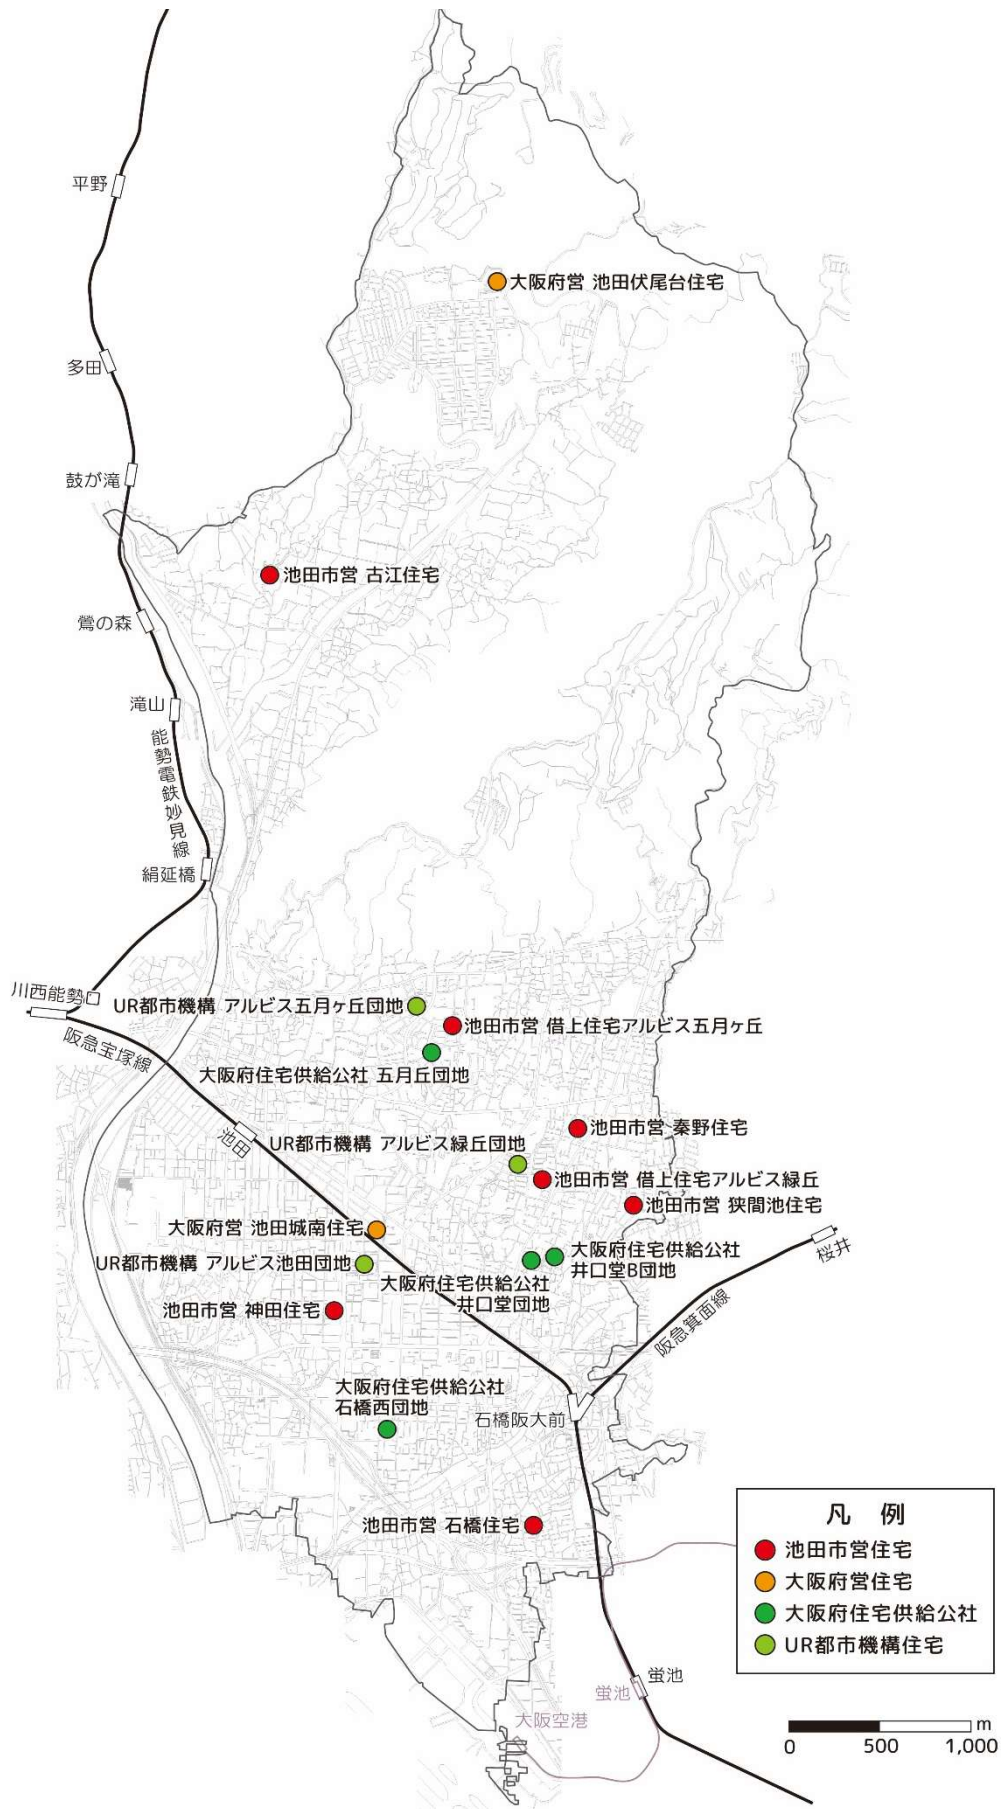 平野
大阪府営 池田伏尾台住宅
多田
鼓が滝
池田市営 古江住宅
鶯の森
滝山
能勢電鉄妙見線
絹延橋
川西能勢
UR都市機構 アルビス五月ヶ丘団地
池田市営 借上住宅アルビス五月ヶ丘
阪急宝塚線
大阪府住宅供給公社 五月丘団地
池田
池田市営 秦野住宅
UR都市機構 アルビス緑丘団地
池田市営 借上住宅アルビス緑丘
池田市営 狭間池住宅
大阪府営 池田城南住宅
UR都市機構 アルビス池田団地
大阪府住宅供給公社
井口堂B団地
桜井
大阪府住宅供給公社
井口堂団地
池田市営 神田住宅
阪急箕面線
大阪府住宅供給公社
石橋西団地
石橋阪大前
池田市営 石橋住宅
凡 例
池田市営住宅
大阪府営住宅
大阪府住宅供給公社
UR都市機構住宅
蛍池
蛍池
大阪空港
m
0 500 1,000